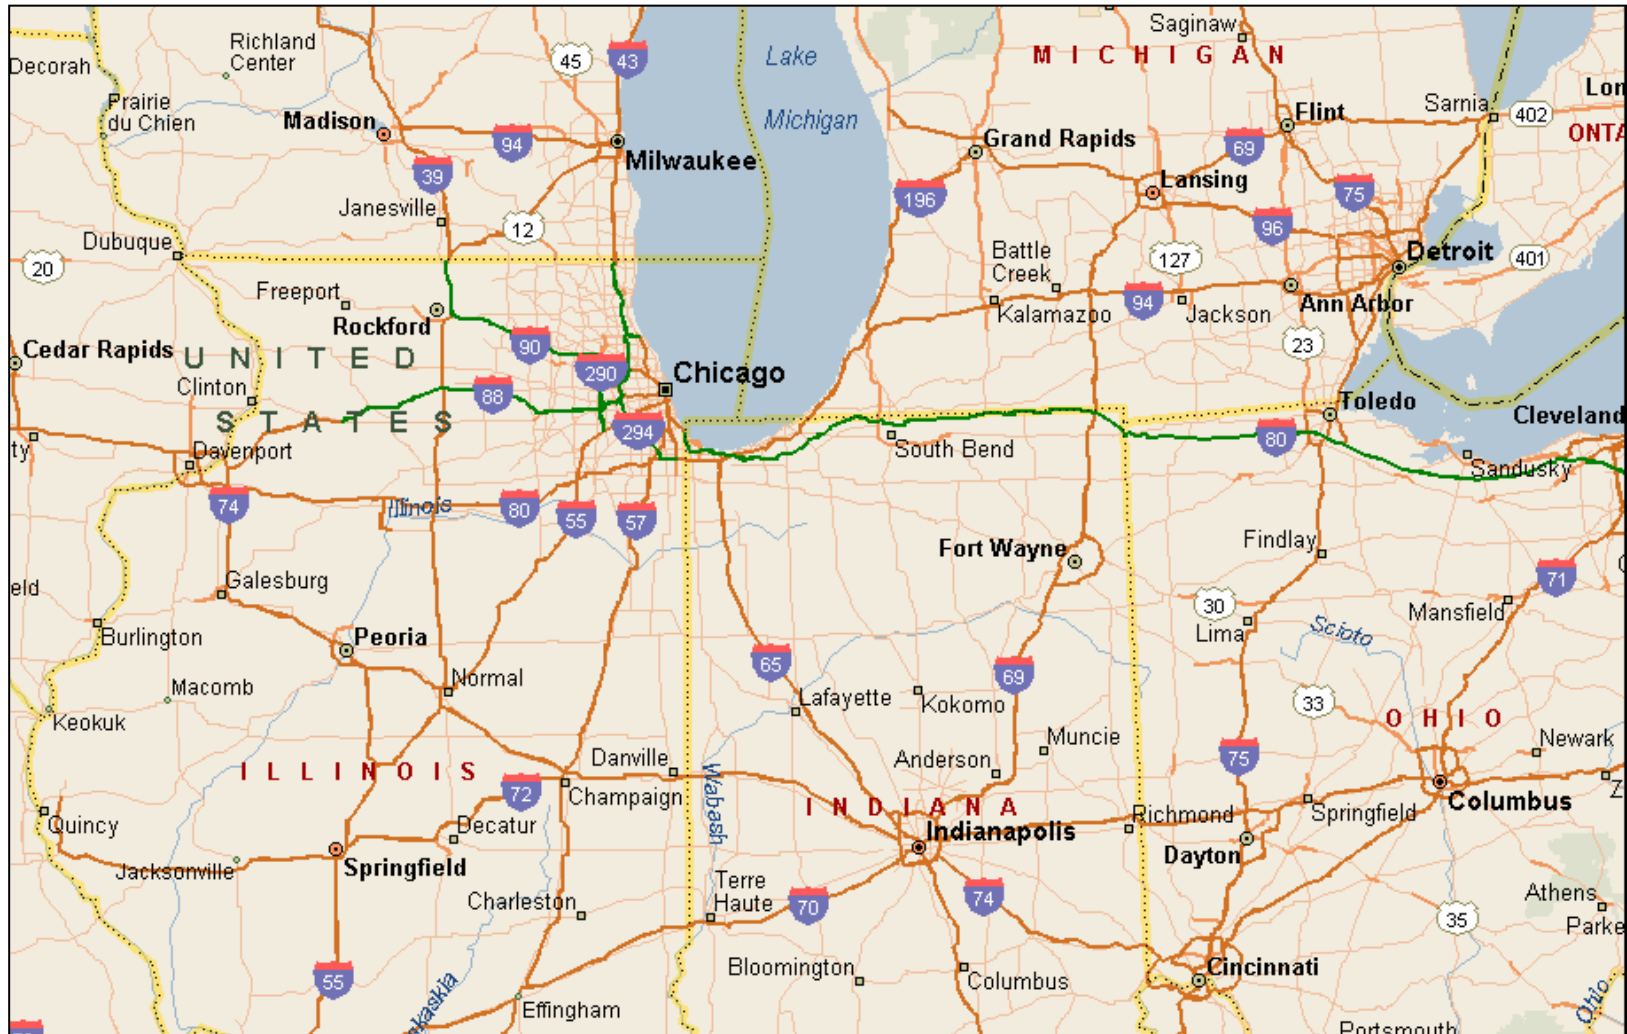 Saginaw
Richland
Center
45
43
Lake
M I C H I G A N
Decorah
Prairie
du Chien
Michigan
Sarnia
402
Flint
ONTA
Madison
94
Milwaukee
Grand Rapids
69
39
Lansing
75
196
Janesville
12
96
Dubuque
20
Battle
Creek
127
Detroit
401
Freeport
Rockford
94
Kalamazoo
Jackson
Ann Arbor
90
23
Cedar Rapids
U N I T E D
290
Chicago
Clinton
88
S T A T E S
Toledo
Cleveland
294
80
Davenport
South Bend
Sandusky
74
Illinois
80
55
57
Findlay
Fort Wayne
71
Galesburg
30
Mansfield
Burlington
Peoria
Lima
Scioto
65
69
Macomb
Normal
Lafayette
Kokomo
33
Keokuk
O H I O
Muncie
Newark
Danville
Anderson
75
I L L I N O I S
72
Champaign
Wabash
I N D I A N A
Columbus
Quincy
Decatur
Indianapolis
Richmond
Springfield
Dayton
Jacksonville
Springfield
Terre
Haute
Charleston
70
74
Athens
35
Parke
Bloomington
Columbus
Cincinnati
55
Effingham
Ohio
Portsmouth